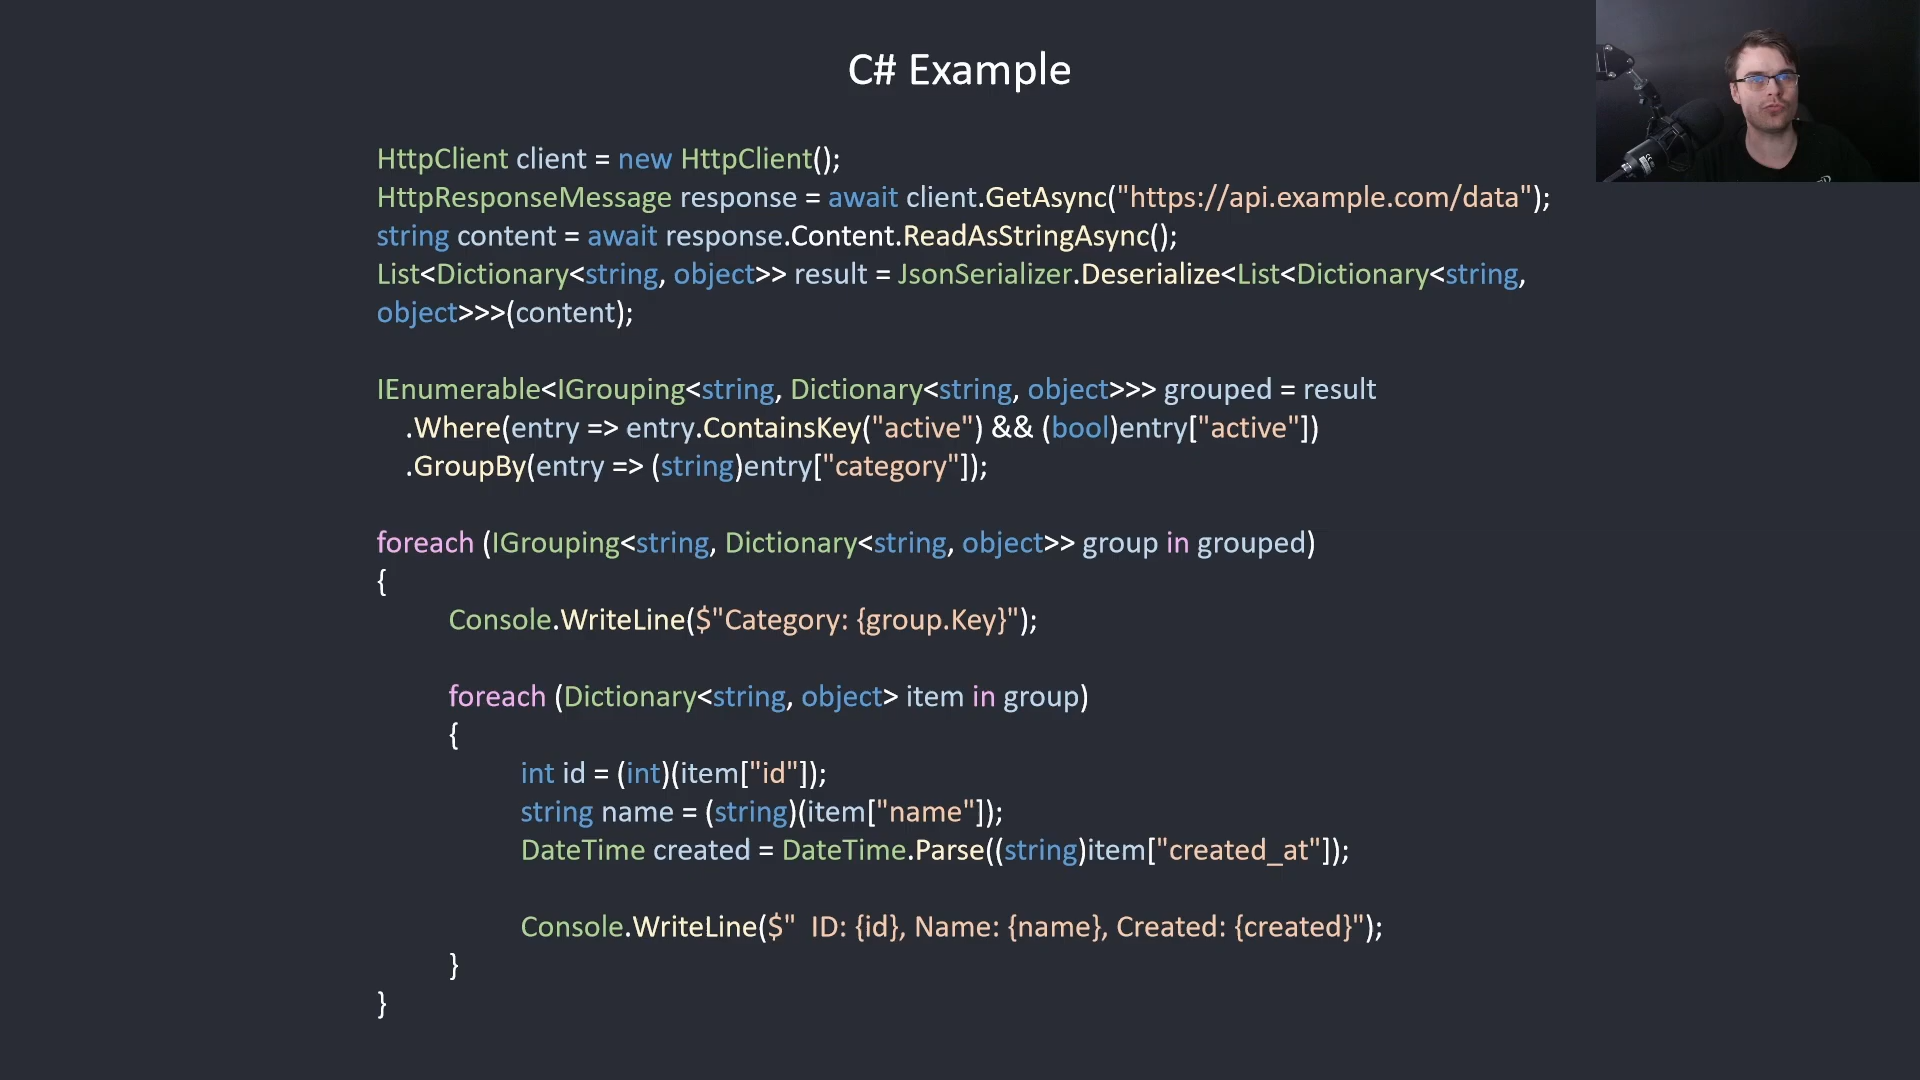 C# Example
HttpClient client = new HttpClient();
HttpResponseMessage response = await client.GetAsync("https://api.example.com/data");
string content = await response.Content.ReadAsStringAsync();
List<Dictionary<string, object>> result = JsonSerializer.Deserialize<List<Dictionary<string,
object>>>(content);
IEnumerable<IGrouping<string, Dictionary<string, object>>> grouped = result
.Where(entry => entry.ContainsKey("active") && (bool)entry["active"])
.GroupBy(entry => (string)entry["category"]);
foreach (IGrouping<string, Dictionary<string, object>> group in grouped)
{
Console.WriteLine($"Category: {group.Key}");
foreach (Dictionary<string, object> item in group)
{
int id = (int)(item["id"]);
string name = (string)(item["name"]);
DateTime created = DateTime.Parse((string)item["created_at"]);
Console.WriteLine($"  ID: {id}, Name: {name}, Created: {created}");
}
}